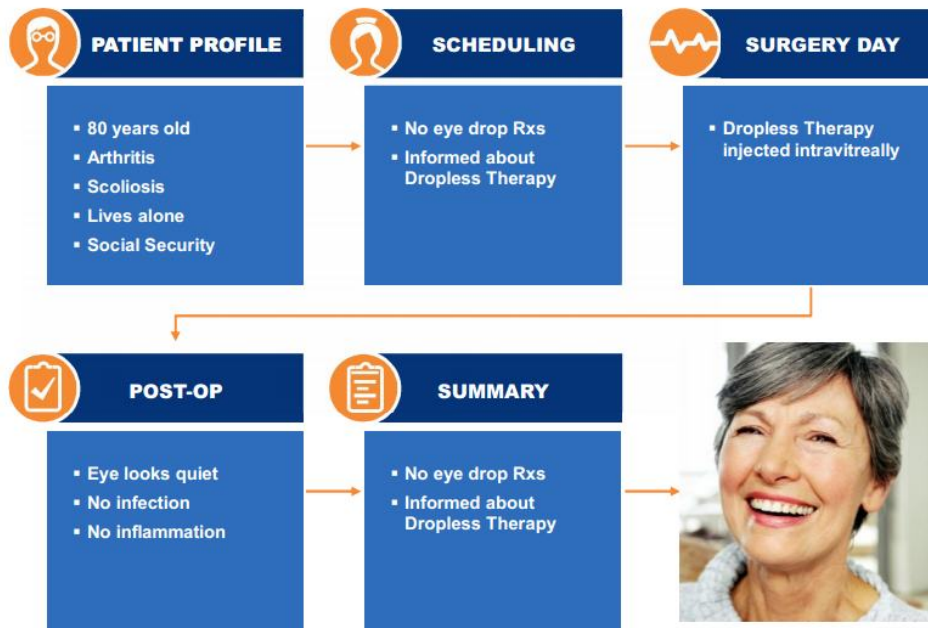 PATIENT PROFILE
80 years old
Arthritis
Scoliosis
Lives alone
Social Security
SCHEDULING
No eye drop Rxs
Informed about
Dropless Therapy
SURGERY DAY
Dropless Therapy
injected intravitreally
POST-OP
Eye looks quiet
No infection
No inflammation
SUMMARY
No eye drop Rxs
Informed about
Dropless Therapy